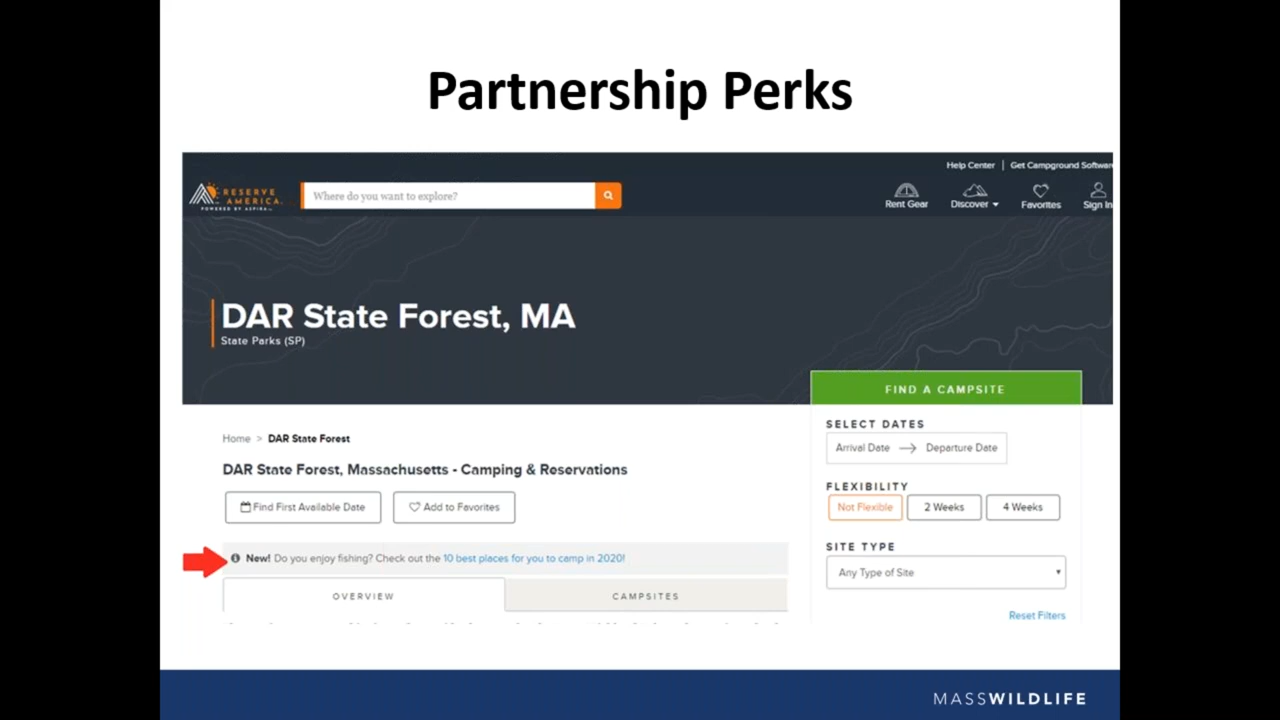 Partnership Perks
Help Center | Get Campground Softwar
RESERVE
AMERICA
POWERED BY ASPIRA
Where do you want to explore?
Rent Gear
Discover
Favorites
Sign In
DAR State Forest, MA
State Parks (SP)
FIND A CAMPSITE
SELECT DATES
Arrival Date → Departure Date
Home > DAR State Forest
DAR State Forest, Massachusetts - Camping & Reservations
FLEXIBILITY
Not Flexible
2 Weeks
4 Weeks
Find First Available Date
Add to Favorites
SITE TYPE
Any Type of Site
New! Do you enjoy fishing? Check out the 10 best places for you to camp in 2020!
OVERVIEW
CAMPSITES
Reset Filters
MASSWILDLIFE